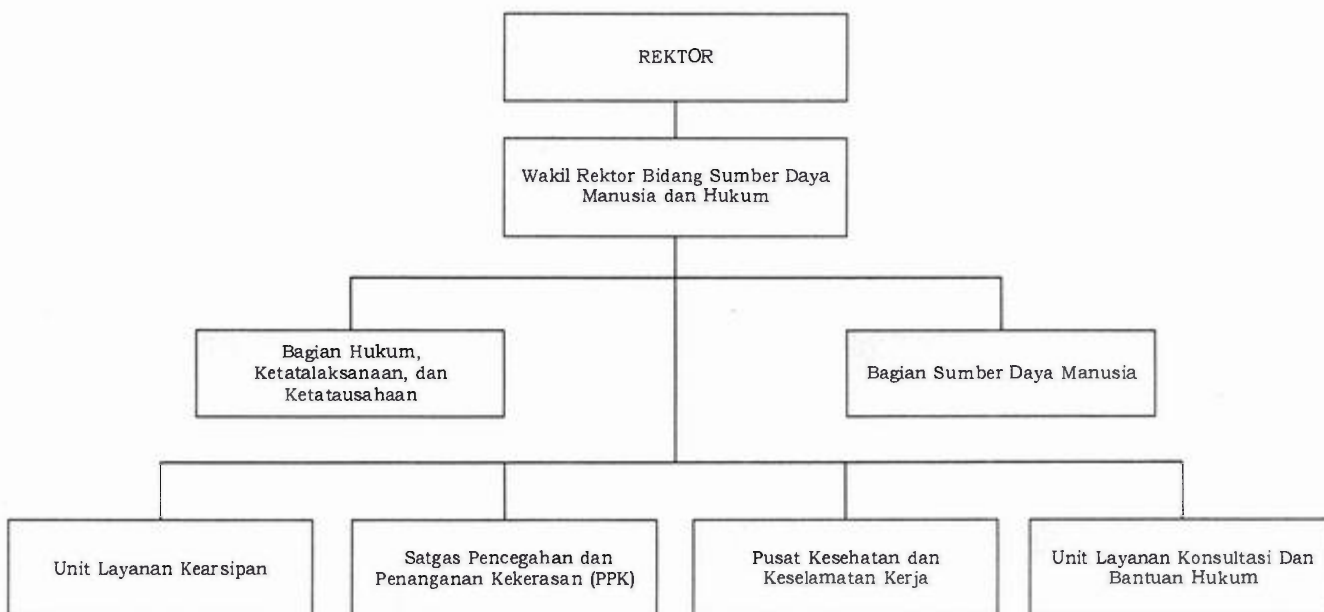 REKTOR
Wakil Rektor Bidang Sumber Daya
Manusia dan Hukum
Bagian Hukum,
Ketatalaksanaan, dan
Ketatausahaan
Bagian Sumber Daya Manusia
Unit Layanan Kearsipan
Satgas Pencegahan dan
Penanganan Kekerasan (PPK)
Pusat Kesehatan dan
Keselamatan Kerja
Unit Layanan Konsultasi Dan
Bantuan Hukum